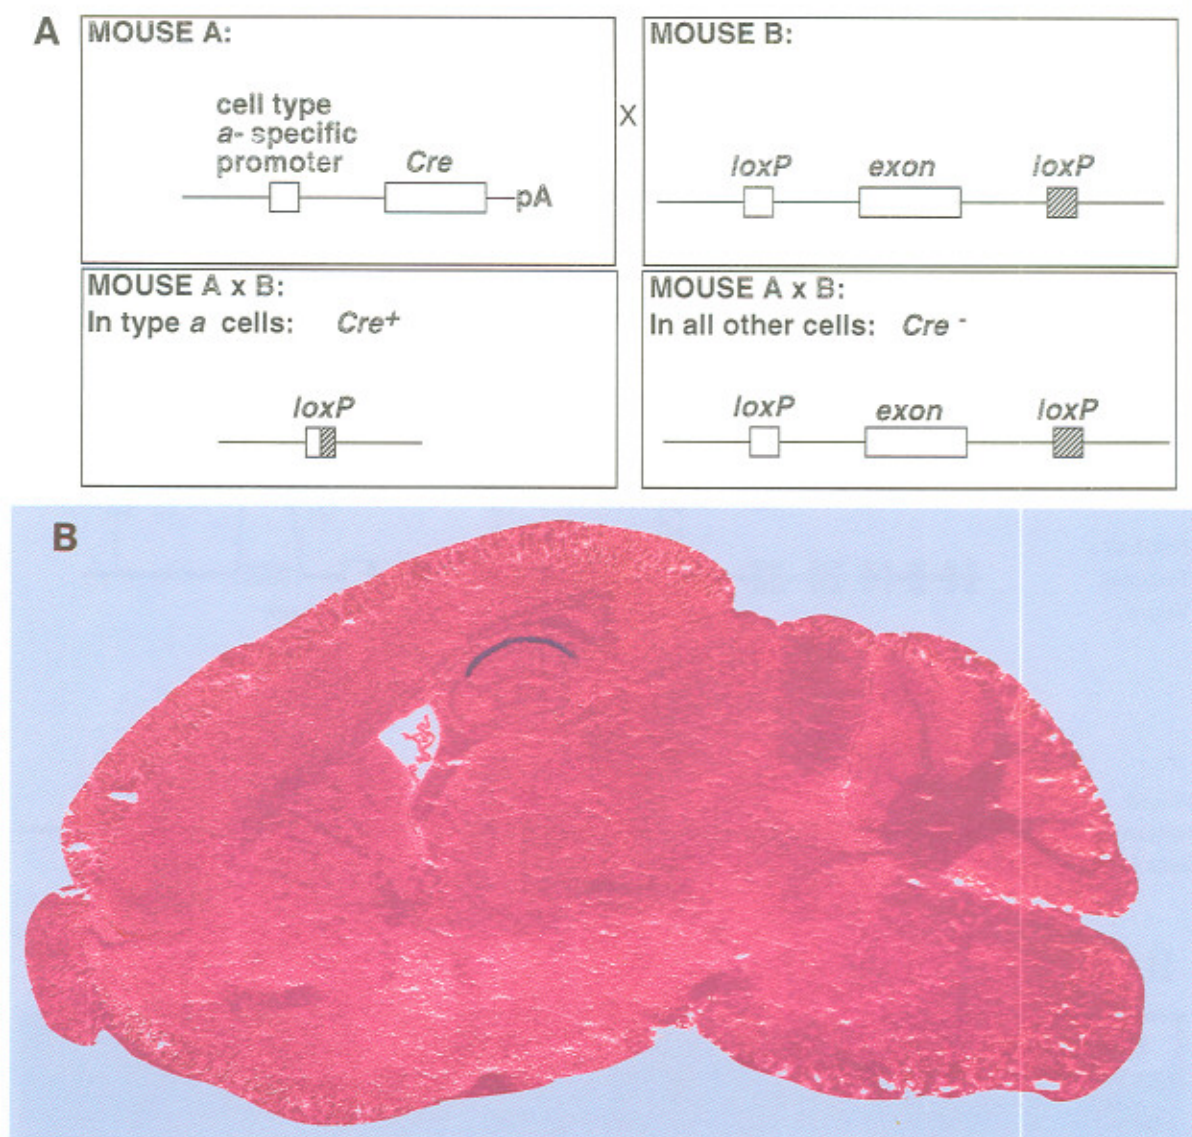 A
MOUSE A:
cell type
a- specific
promoter
Cre
pA
X
MOUSE B:
loxP
exon
loxP
MOUSE A x B:
In type a cells: Cre+
loxP
MOUSE A x B:
In all other cells: Cre -
loxP
exon
loxP
B